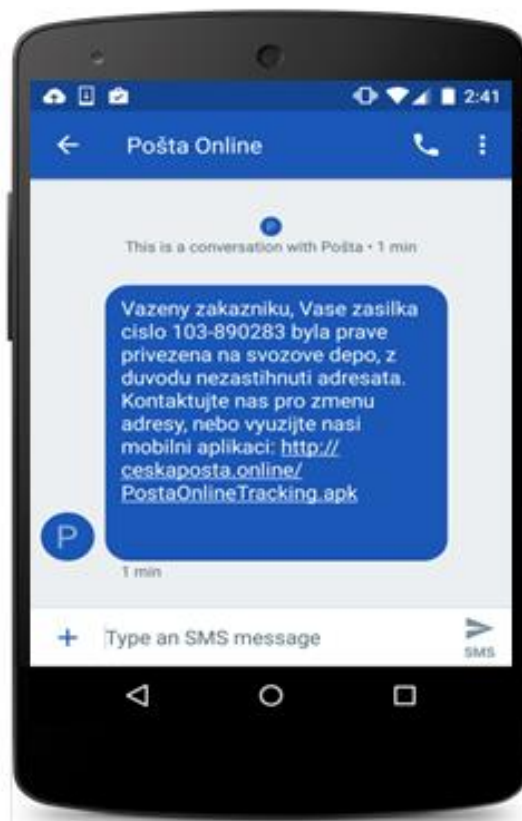 2:41
Pošta Online
P
This is a conversation with Pošta • 1 min
Vazeny zakazniku, Vase zasilka
cislo 103-890283 byla prave
privezena na svozove depo, z
duvodu nezastihnuti adresata.
Kontaktujte nas pro zmenu
adresy, nebo vyuzijte nasi
mobilni aplikaci: http://
ceskaposta.online/
PostaOnlineTracking.apk
P
1 min
Type an SMS message
SMS